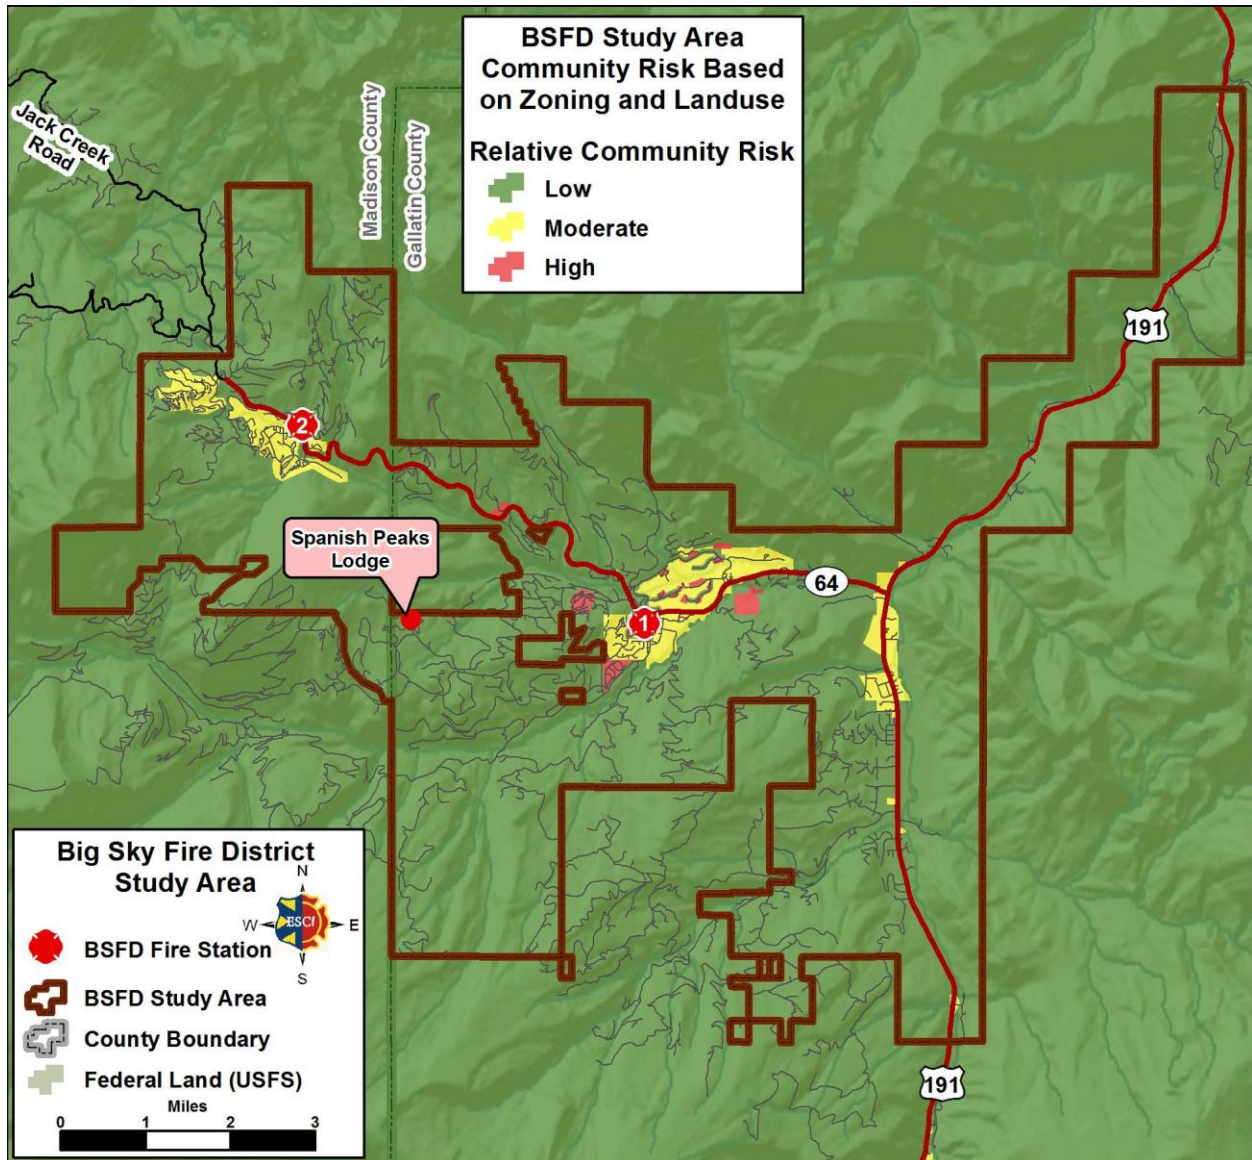 BSFD Study Area
Community Risk Based
on Zoning and Landuse
Relative Community Risk
Low
Moderate
High
Jack Creek
Road
Madison County
Gallatin County
191
2
Spanish Peaks
Lodge
64
1
Big Sky Fire District
Study Area
N
W
ESCi
E
S
BSFD Fire Station
BSFD Study Area
County Boundary
Federal Land (USFS)
Miles
0 1 2 3
191